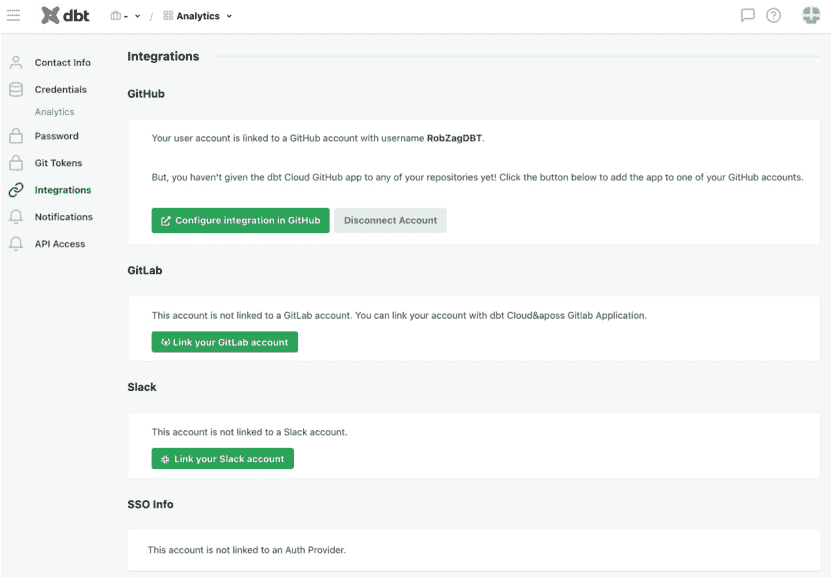 dbt
-
/
Analytics
Contact Info
Credentials
Analytics
Password
Git Tokens
Integrations
Notifications
API Access
Integrations
GitHub
Your user account is linked to a GitHub account with username RobZagDBT.
But, you haven't given the dbt Cloud GitHub app to any of your repositories yet! Click the button below to add the app to one of your GitHub accounts.
Configure integration in GitHub
Disconnect Account
GitLab
This account is not linked to a GitLab account. You can link your account with dbt Cloud&aposs Gitlab Application.
Link your GitLab account
Slack
This account is not linked to a Slack account.
Link your Slack account
SSO Info
This account is not linked to an Auth Provider.